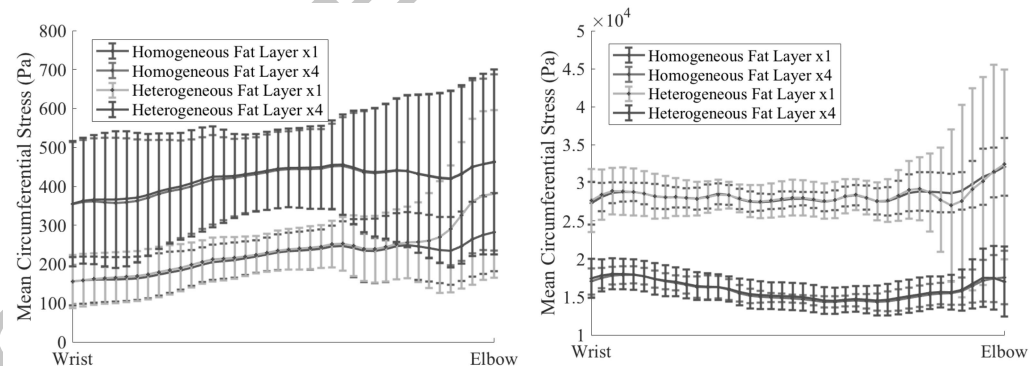 800
700
600
500
400
300
200
100
0
Mean Circumferential Stress (Pa)
Homogeneous Fat Layer x1
Homogeneous Fat Layer x4
Heterogeneous Fat Layer x1
Heterogeneous Fat Layer x4
Wrist Elbow
×10⁴
5
4.5
4
3.5
3
2.5
2
1.5
1
Mean Circumferential Stress (Pa)
Homogeneous Fat Layer x1
Homogeneous Fat Layer x4
Heterogeneous Fat Layer x1
Heterogeneous Fat Layer x4
Wrist Elbow